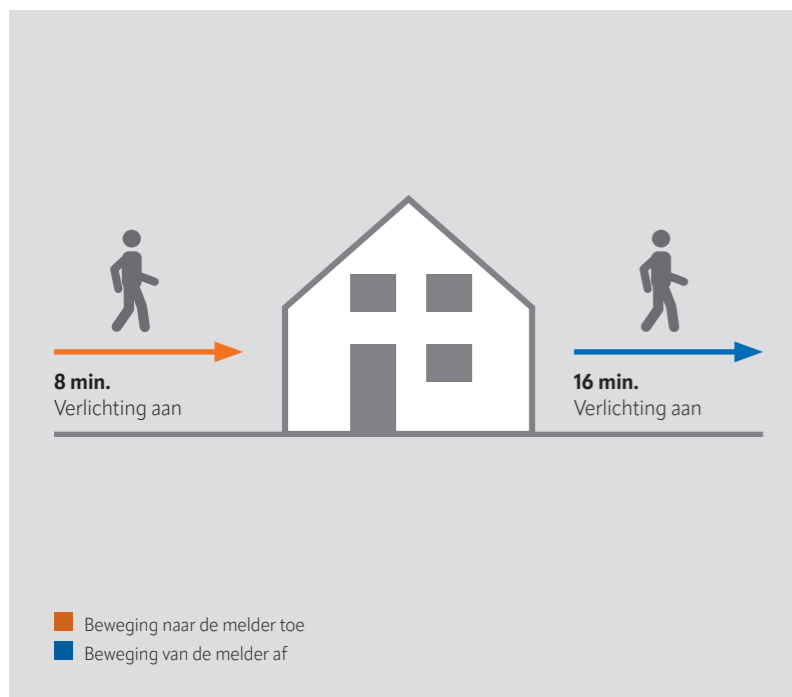 8 min.
Verlichting aan
16 min.
Verlichting aan
Beweging naar de melder toe
Beweging van de melder af